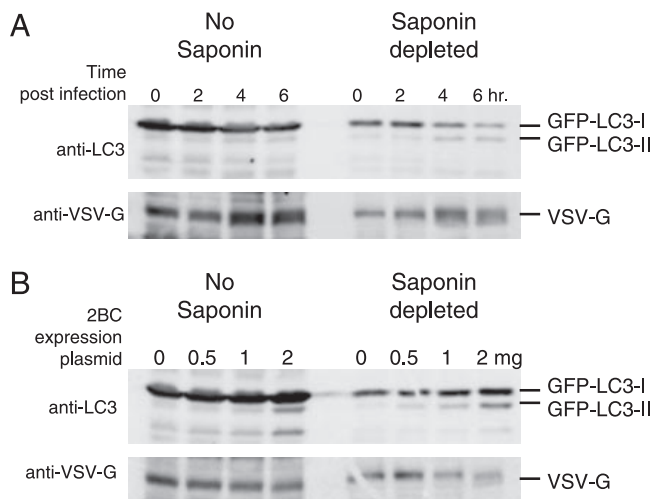 A
No
Saponin
Saponin
depleted
Time
post infection
0 2 4 6
0 2 4 6 hr.
anti-LC3
GFP-LC3-I
GFP-LC3-II
anti-VSV-G
VSV-G
B
No
Saponin
Saponin
depleted
2BC
expression
plasmid
0 0.5 1 2
0 0.5 1 2 mg
anti-LC3
GFP-LC3-I
GFP-LC3-II
anti-VSV-G
VSV-G